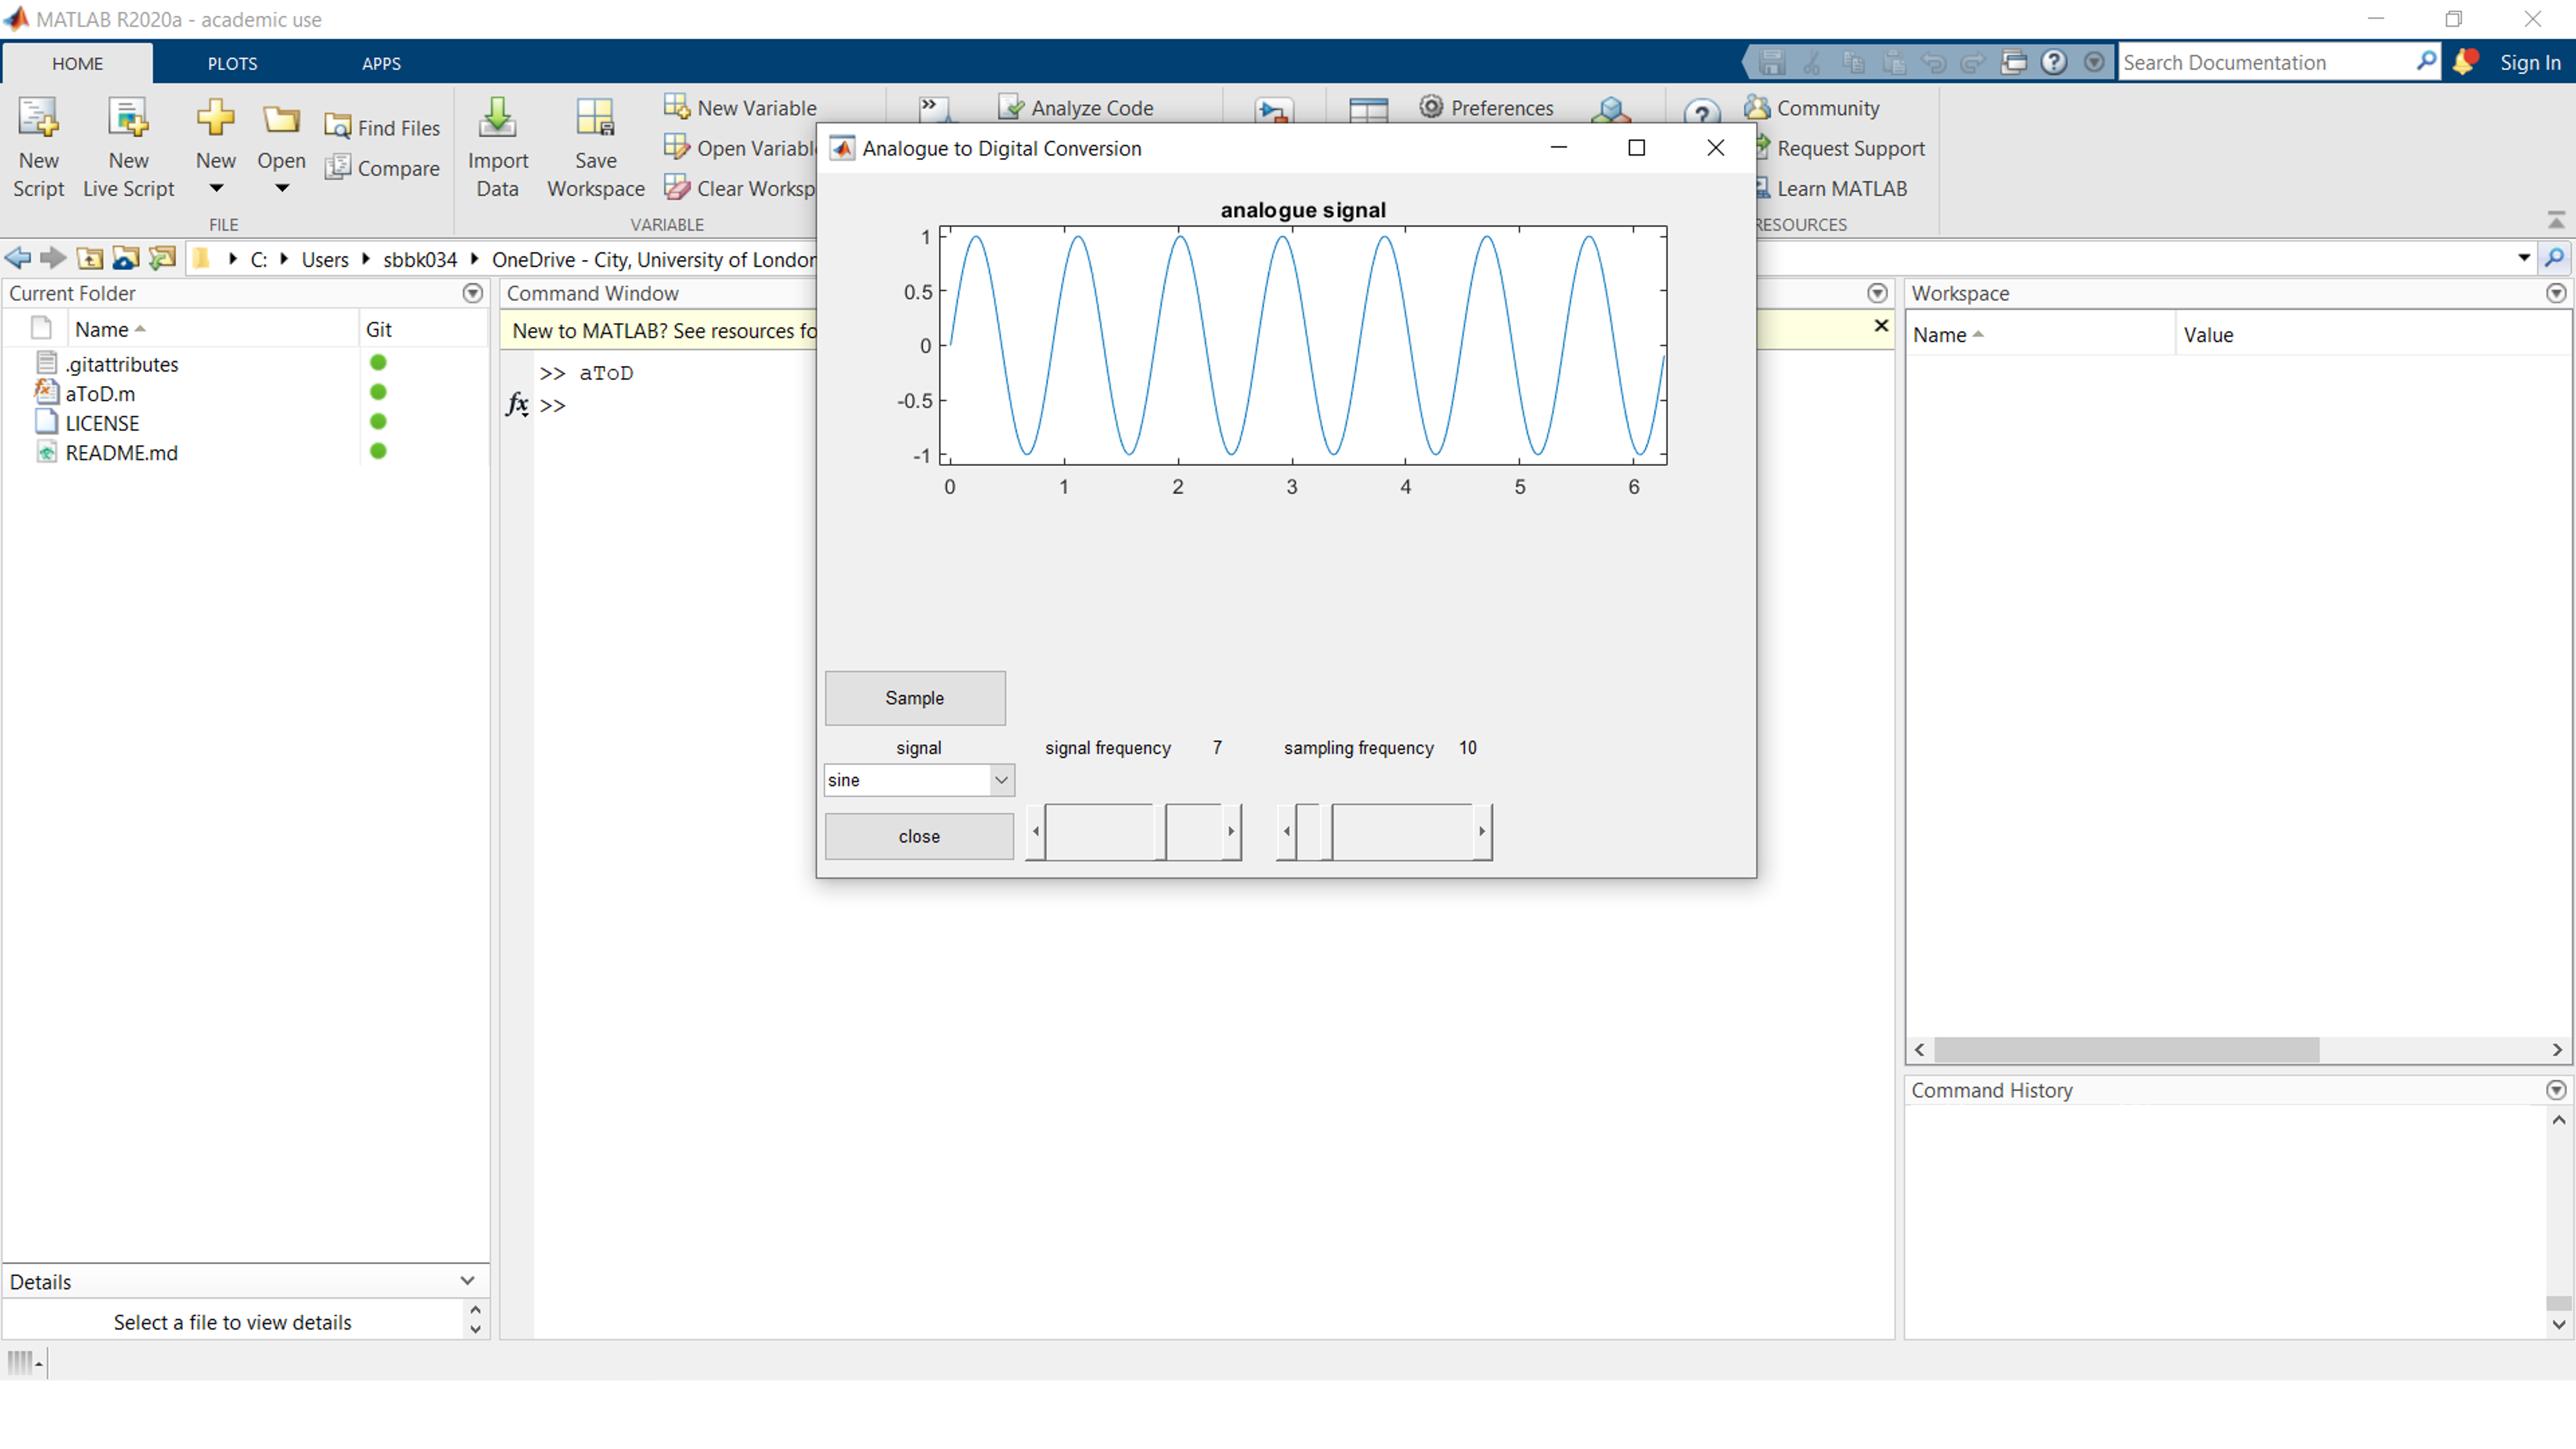 MATLAB R2020a - academic use
HOME PLOTS APPS
Search Documentation
Sign In
New Script
New Live Script
New
Open
Find Files
Compare
FILE
Import Data
Save Workspace
New Variable
Open Variabl
Clear Worksp
VARIABLE
Analyze Code
Preferences
Community
Request Support
Learn MATLAB
RESOURCES
C: Users sbbk034 OneDrive - City, University of London
Current Folder
Name Git
.gitattributes
aToD.m
LICENSE
README.md
Details
Select a file to view details
Command Window
New to MATLAB? See resources fo
>> aToD
fx >>
Analogue to Digital Conversion
analogue signal
1
0.5
0
-0.5
-1
0 1 2 3 4 5 6
Sample
signal
signal frequency 7
sampling frequency 10
sine
close
Workspace
Name Value
Command History